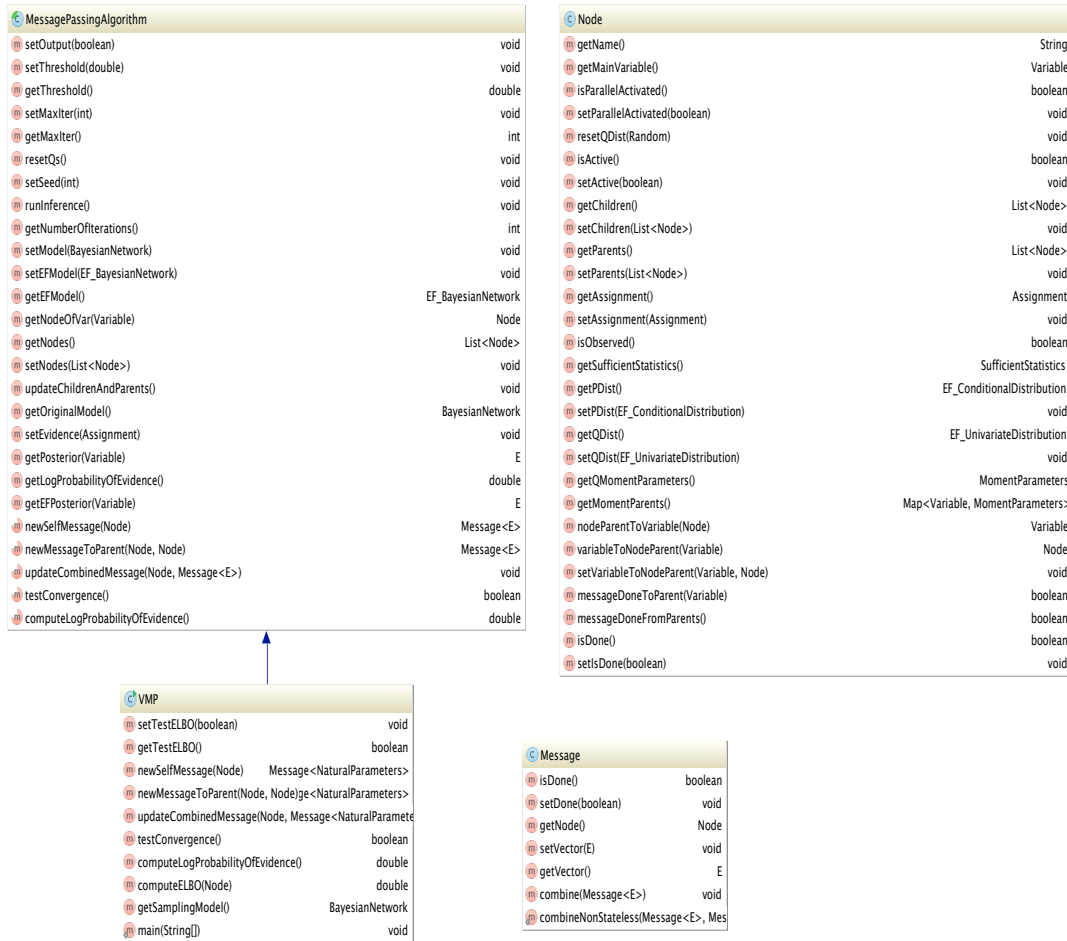 MessagePassingAlgorithm
setOutput(boolean) void
setThreshold(double) void
getThreshold() double
setMaxIter(int) void
getMaxIter() int
resetQs() void
setSeed(int) void
runInference() void
getNumberOfIterations() int
setModel(BayesianNetwork) void
setEFModel(EF_BayesianNetwork) void
getEFModel() EF_BayesianNetwork
getNodeOfVar(Variable) Node
getNodes() List<Node>
setNodes(List<Node>) void
updateChildrenAndParents() void
getOriginalModel() BayesianNetwork
setEvidence(Assignment) void
getPosterior(Variable) E
getLogProbabilityOfEvidence() double
getEFPosterior(Variable) E
newSelfMessage(Node) Message<E>
newMessageToParent(Node, Node) Message<E>
updateCombinedMessage(Node, Message<E>) void
testConvergence() boolean
computeLogProbabilityOfEvidence() double
Node
getName() String
getMainVariable() Variable
isParallelActivated() boolean
setParallelActivated(boolean) void
resetQDist(Random) void
isActive() boolean
setActive(boolean) void
getChildren() List<Node>
setChildren(List<Node>) void
getParents() List<Node>
setParents(List<Node>) void
getAssignment() Assignment
setAssignment(Assignment) void
isObserved() boolean
getSufficientStatistics() SufficientStatistics
getPDist() EF_ConditionalDistribution
setPDist(EF_ConditionalDistribution) void
getQDist() EF_UnivariateDistribution
setQDist(EF_UnivariateDistribution) void
getQMomentParameters() MomentParameters
getMomentParents() Map<Variable, MomentParameters>
nodeParentToVariable(Node) Variable
variableToNodeParent(Variable) Node
setVariableToNodeParent(Variable, Node) void
messageDoneToParent(Variable) boolean
messageDoneFromParents() boolean
isDone() boolean
setIsDone(boolean) void
VMP
setTestELBO(boolean) void
getTestELBO() boolean
newSelfMessage(Node) Message<NaturalParameters>
newMessageToParent(Node, Node)ge<NaturalParameters>
updateCombinedMessage(Node, Message<NaturalParamete
testConvergence() boolean
computeLogProbabilityOfEvidence() double
computeELBO(Node) double
getSamplingModel() BayesianNetwork
main(String[]) void
Message
isDone() boolean
setDone(boolean) void
getNode() Node
setVector(E) void
getVector() E
combine(Message<E>) void
combineNonStateless(Message<E>, Mes